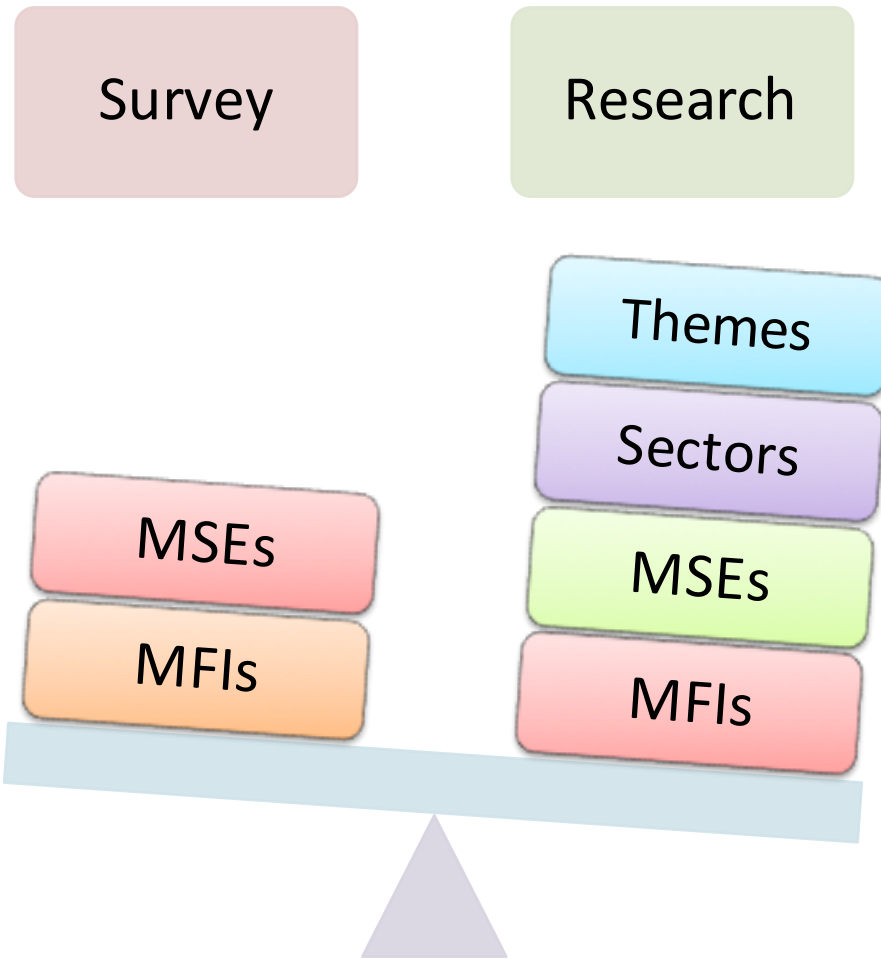 Survey
Research
Themes
Sectors
MSEs
MSEs
MFIs
MFIs